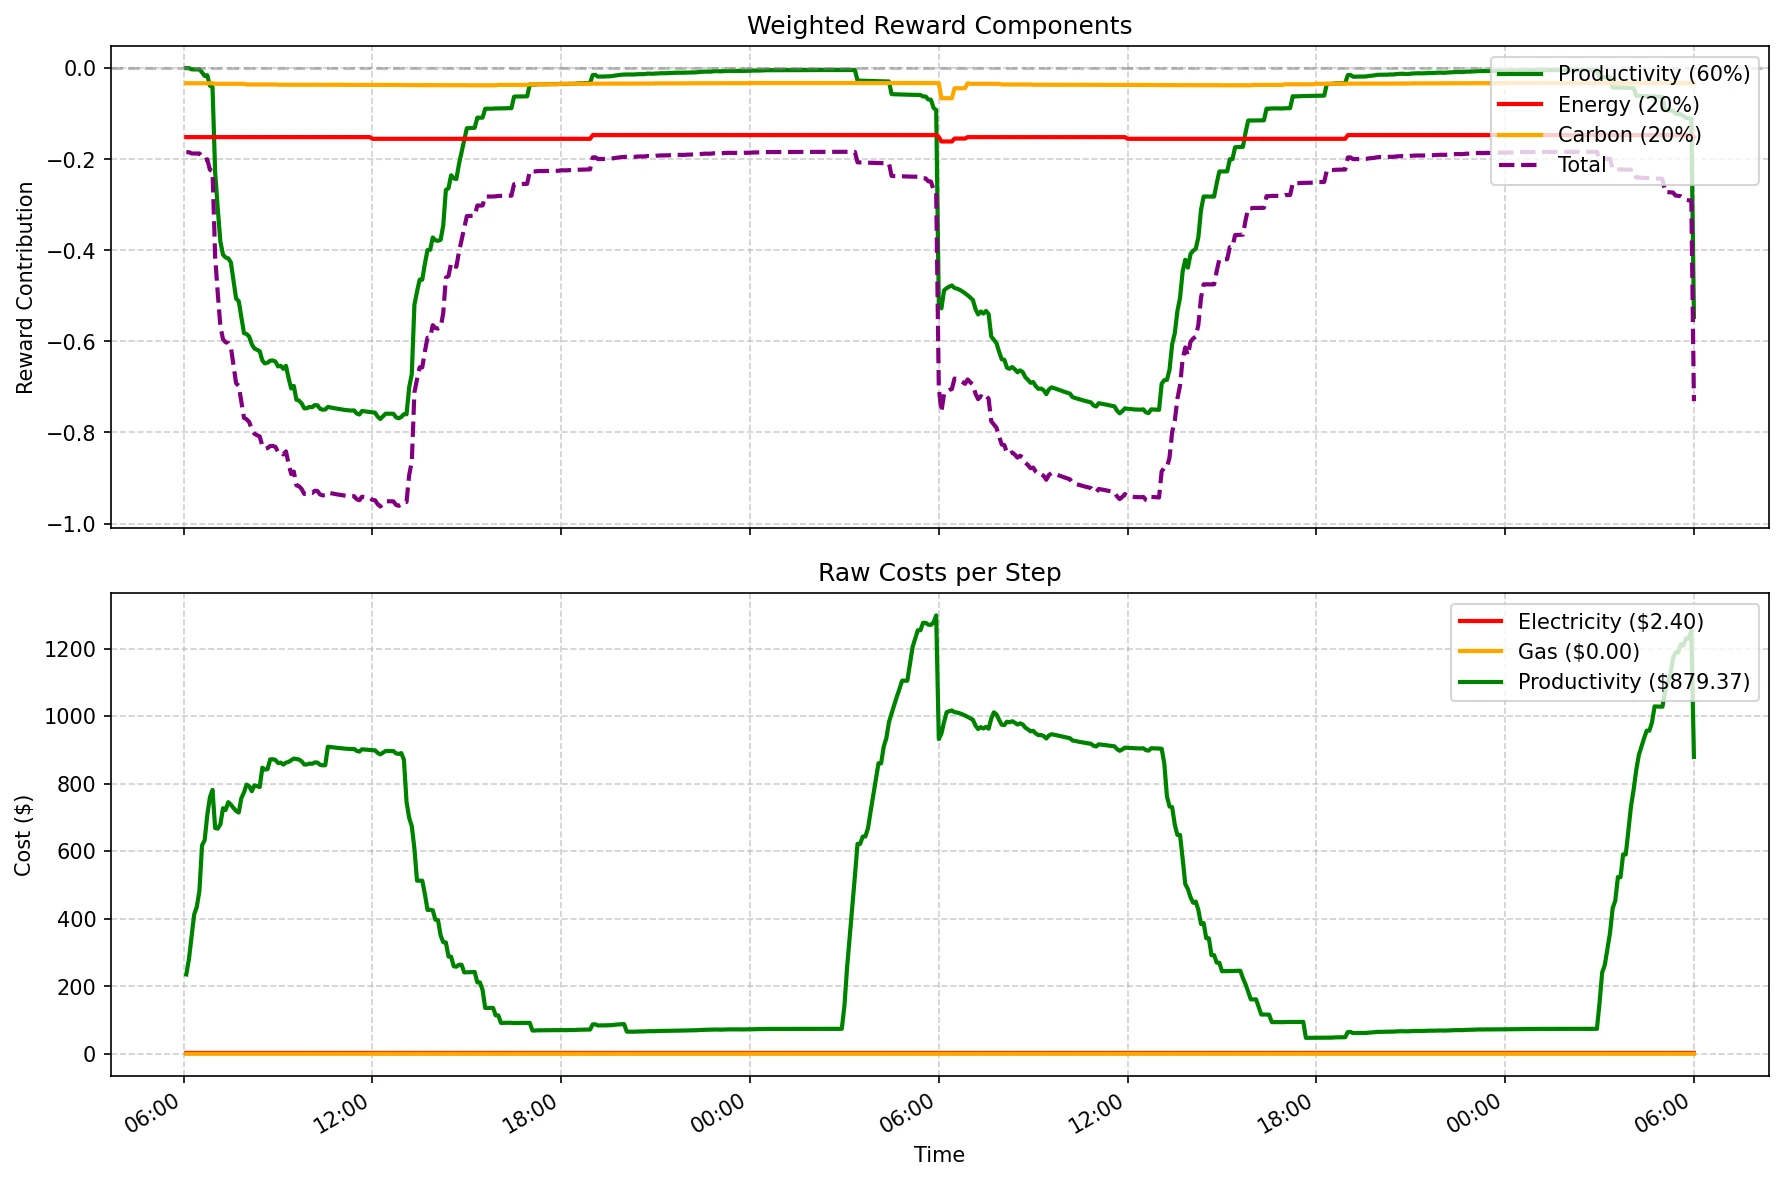 Weighted Reward Components
Productivity (60%)
Energy (20%)
Carbon (20%)
Total
0.0
−0.2
−0.4
−0.6
−0.8
−1.0
Reward Contribution
Raw Costs per Step
Electricity ($2.40)
Gas ($0.00)
Productivity ($879.37)
1200
1000
800
600
400
200
0
Cost ($)
06:00
12:00
18:00
00:00
06:00
12:00
18:00
00:00
06:00
Time